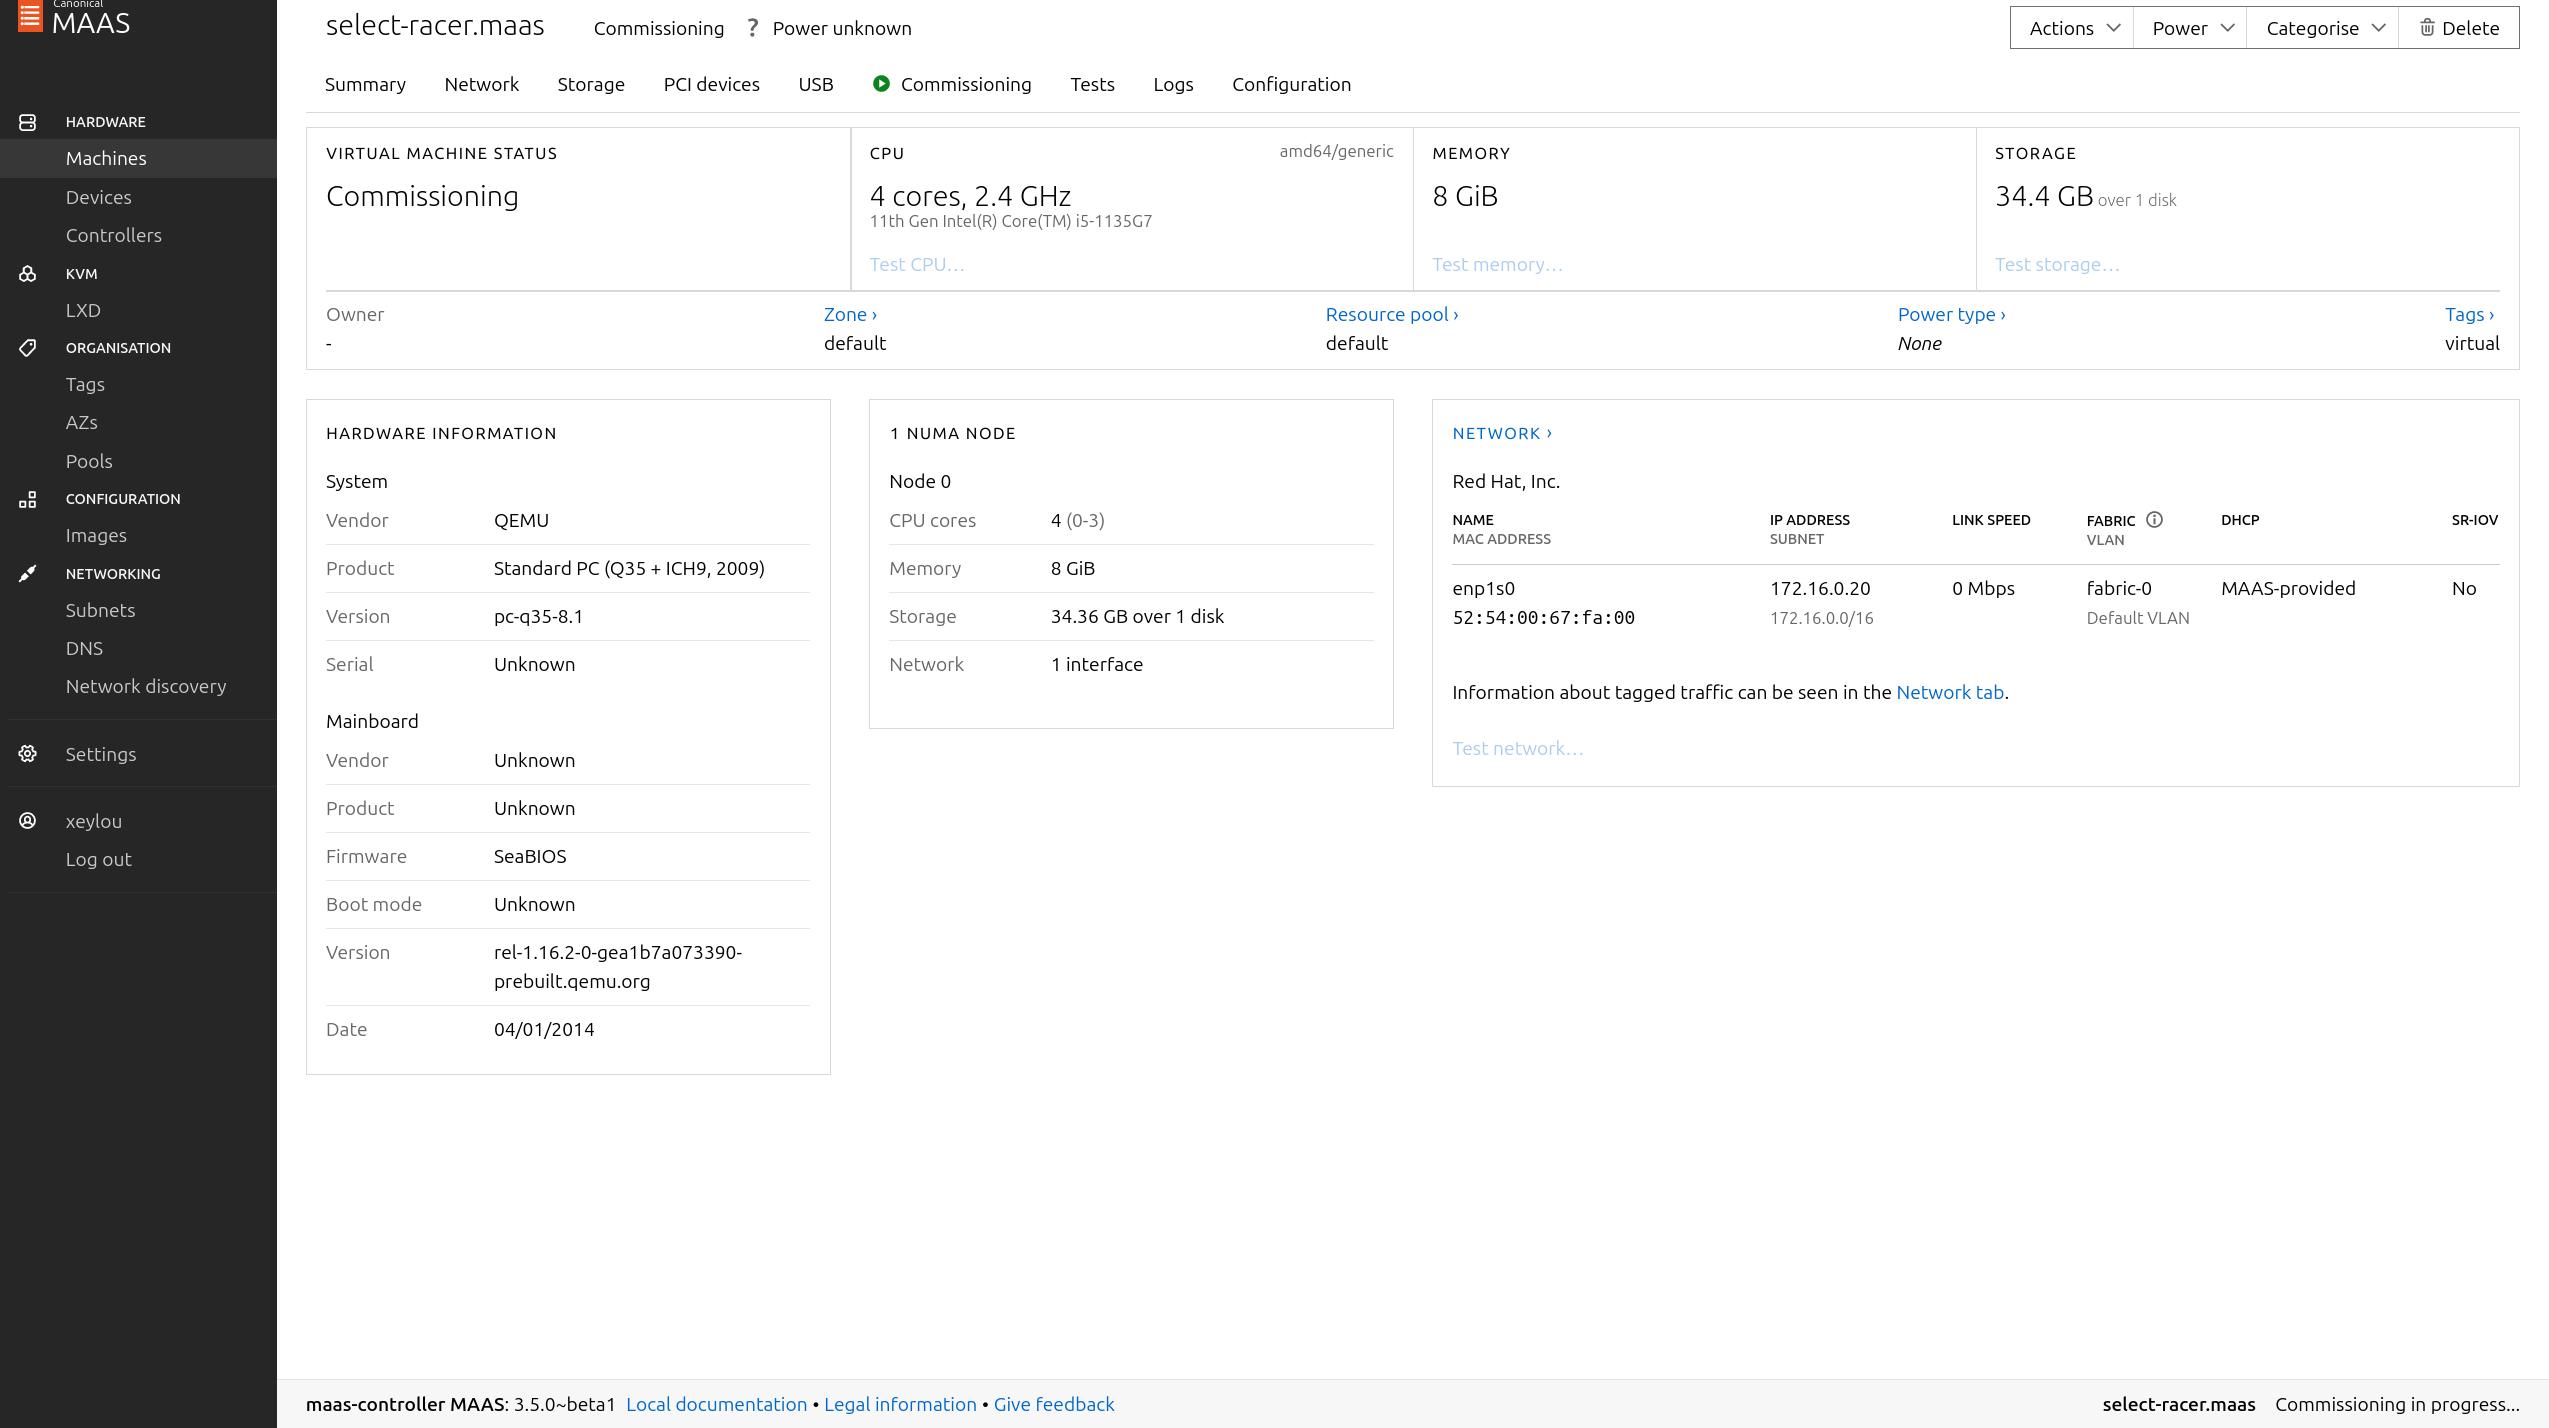 Canonical
MAAS
HARDWARE
Machines
Devices
Controllers
KVM
LXD
ORGANISATION
Tags
AZs
Pools
CONFIGURATION
Images
NETWORKING
Subnets
DNS
Network discovery
Settings
xeylou
Log out
select-racer.maas Commissioning ? Power unknown
Actions Power Categorise Delete
Summary Network Storage PCI devices USB Commissioning Tests Logs Configuration
VIRTUAL MACHINE STATUS
Commissioning
CPU amd64/generic
4 cores, 2.4 GHz
11th Gen Intel(R) Core(TM) i5-1135G7
Test CPU…
MEMORY
8 GiB
Test memory…
STORAGE
34.4 GB over 1 disk
Test storage…
Owner Zone › Resource pool › Power type › Tags ›
- default default None virtual
HARDWARE INFORMATION
System
Vendor QEMU
Product Standard PC (Q35 + ICH9, 2009)
Version pc-q35-8.1
Serial Unknown
Mainboard
Vendor Unknown
Product Unknown
Firmware SeaBIOS
Boot mode Unknown
Version rel-1.16.2-0-gea1b7a073390-
prebuilt.qemu.org
Date 04/01/2014
1 NUMA NODE
Node 0
CPU cores 4 (0-3)
Memory 8 GiB
Storage 34.36 GB over 1 disk
Network 1 interface
NETWORK ›
Red Hat, Inc.
NAME IP ADDRESS LINK SPEED FABRIC DHCP SR-IOV
MAC ADDRESS SUBNET VLAN
enp1s0 172.16.0.20 0 Mbps fabric-0 MAAS-provided No
52:54:00:67:fa:00 172.16.0.0/16 Default VLAN
Information about tagged traffic can be seen in the Network tab.
Test network…
maas-controller MAAS: 3.5.0~beta1 Local documentation • Legal information • Give feedback
select-racer.maas Commissioning in progress...